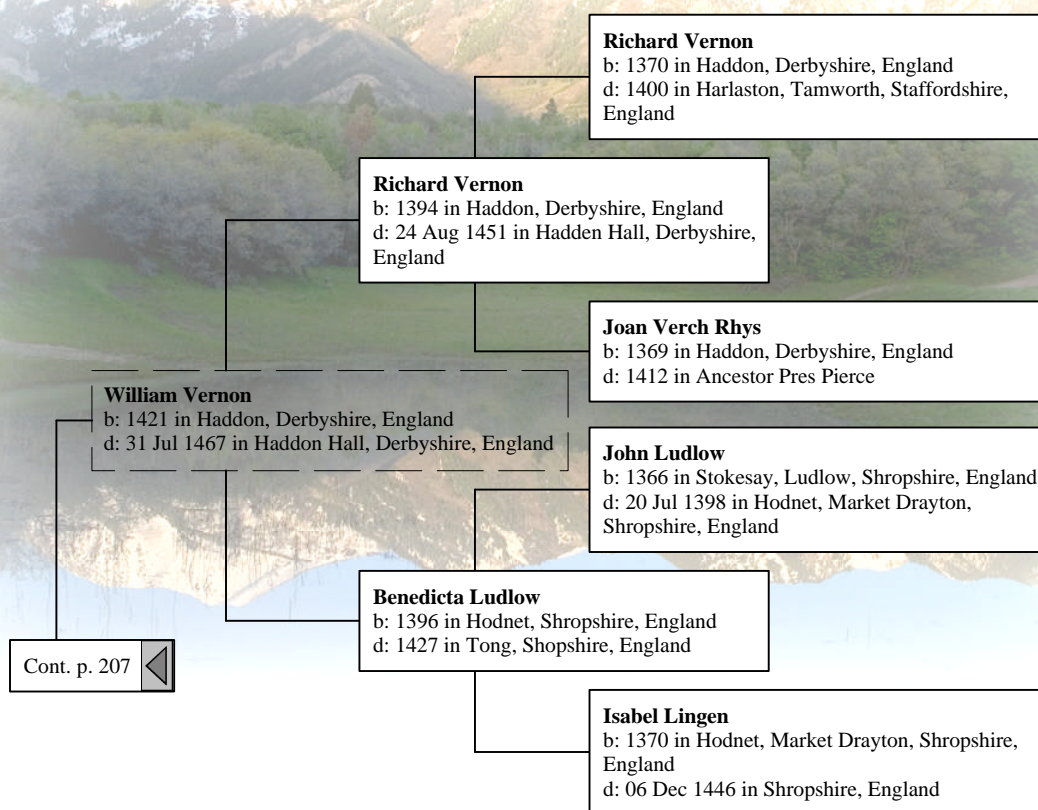 Richard Vernon
b: 1370 in Haddon, Derbyshire, England
d: 1400 in Harlaston, Tamworth, Staffordshire,
England
Richard Vernon
b: 1394 in Haddon, Derbyshire, England
d: 24 Aug 1451 in Hadden Hall, Derbyshire,
England
Joan Verch Rhys
b: 1369 in Haddon, Derbyshire, England
d: 1412 in Ancestor Pres Pierce
William Vernon
b: 1421 in Haddon, Derbyshire, England
d: 31 Jul 1467 in Haddon Hall, Derbyshire, England
John Ludlow
b: 1366 in Stokesay, Ludlow, Shropshire, England
d: 20 Jul 1398 in Hodnet, Market Drayton,
Shropshire, England
Benedicta Ludlow
b: 1396 in Hodnet, Shropshire, England
d: 1427 in Tong, Shopshire, England
Cont. p. 207
Isabel Lingen
b: 1370 in Hodnet, Market Drayton, Shropshire,
England
d: 06 Dec 1446 in Shropshire, England